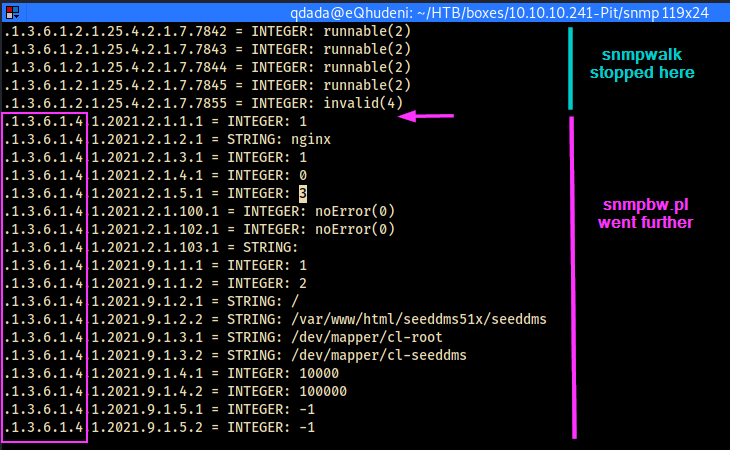 qdada@eQhudeni: ~/HTB/boxes/10.10.10.241-Pit/snmp 119x24
.1.3.6.1.2.1.25.4.2.1.7.7842 = INTEGER: runnable(2)
.1.3.6.1.2.1.25.4.2.1.7.7843 = INTEGER: runnable(2)
.1.3.6.1.2.1.25.4.2.1.7.7844 = INTEGER: runnable(2)
.1.3.6.1.2.1.25.4.2.1.7.7845 = INTEGER: runnable(2)
.1.3.6.1.2.1.25.4.2.1.7.7855 = INTEGER: invalid(4)
snmpwalk
stopped here
.1.3.6.1.4.1.2021.2.1.1.1 = INTEGER: 1
.1.3.6.1.4.1.2021.2.1.2.1 = STRING: nginx
.1.3.6.1.4.1.2021.2.1.3.1 = INTEGER: 1
.1.3.6.1.4.1.2021.2.1.4.1 = INTEGER: 0
.1.3.6.1.4.1.2021.2.1.5.1 = INTEGER: 3
.1.3.6.1.4.1.2021.2.1.100.1 = INTEGER: noError(0)
.1.3.6.1.4.1.2021.2.1.102.1 = INTEGER: noError(0)
.1.3.6.1.4.1.2021.2.1.103.1 = STRING:
.1.3.6.1.4.1.2021.9.1.1.1 = INTEGER: 1
.1.3.6.1.4.1.2021.9.1.1.2 = INTEGER: 2
.1.3.6.1.4.1.2021.9.1.2.1 = STRING: /
.1.3.6.1.4.1.2021.9.1.2.2 = STRING: /var/www/html/seeddms51x/seeddms
.1.3.6.1.4.1.2021.9.1.3.1 = STRING: /dev/mapper/cl-root
.1.3.6.1.4.1.2021.9.1.3.2 = STRING: /dev/mapper/cl-seeddms
.1.3.6.1.4.1.2021.9.1.4.1 = INTEGER: 10000
.1.3.6.1.4.1.2021.9.1.4.2 = INTEGER: 100000
.1.3.6.1.4.1.2021.9.1.5.1 = INTEGER: -1
.1.3.6.1.4.1.2021.9.1.5.2 = INTEGER: -1
snmpbw.pl
went further